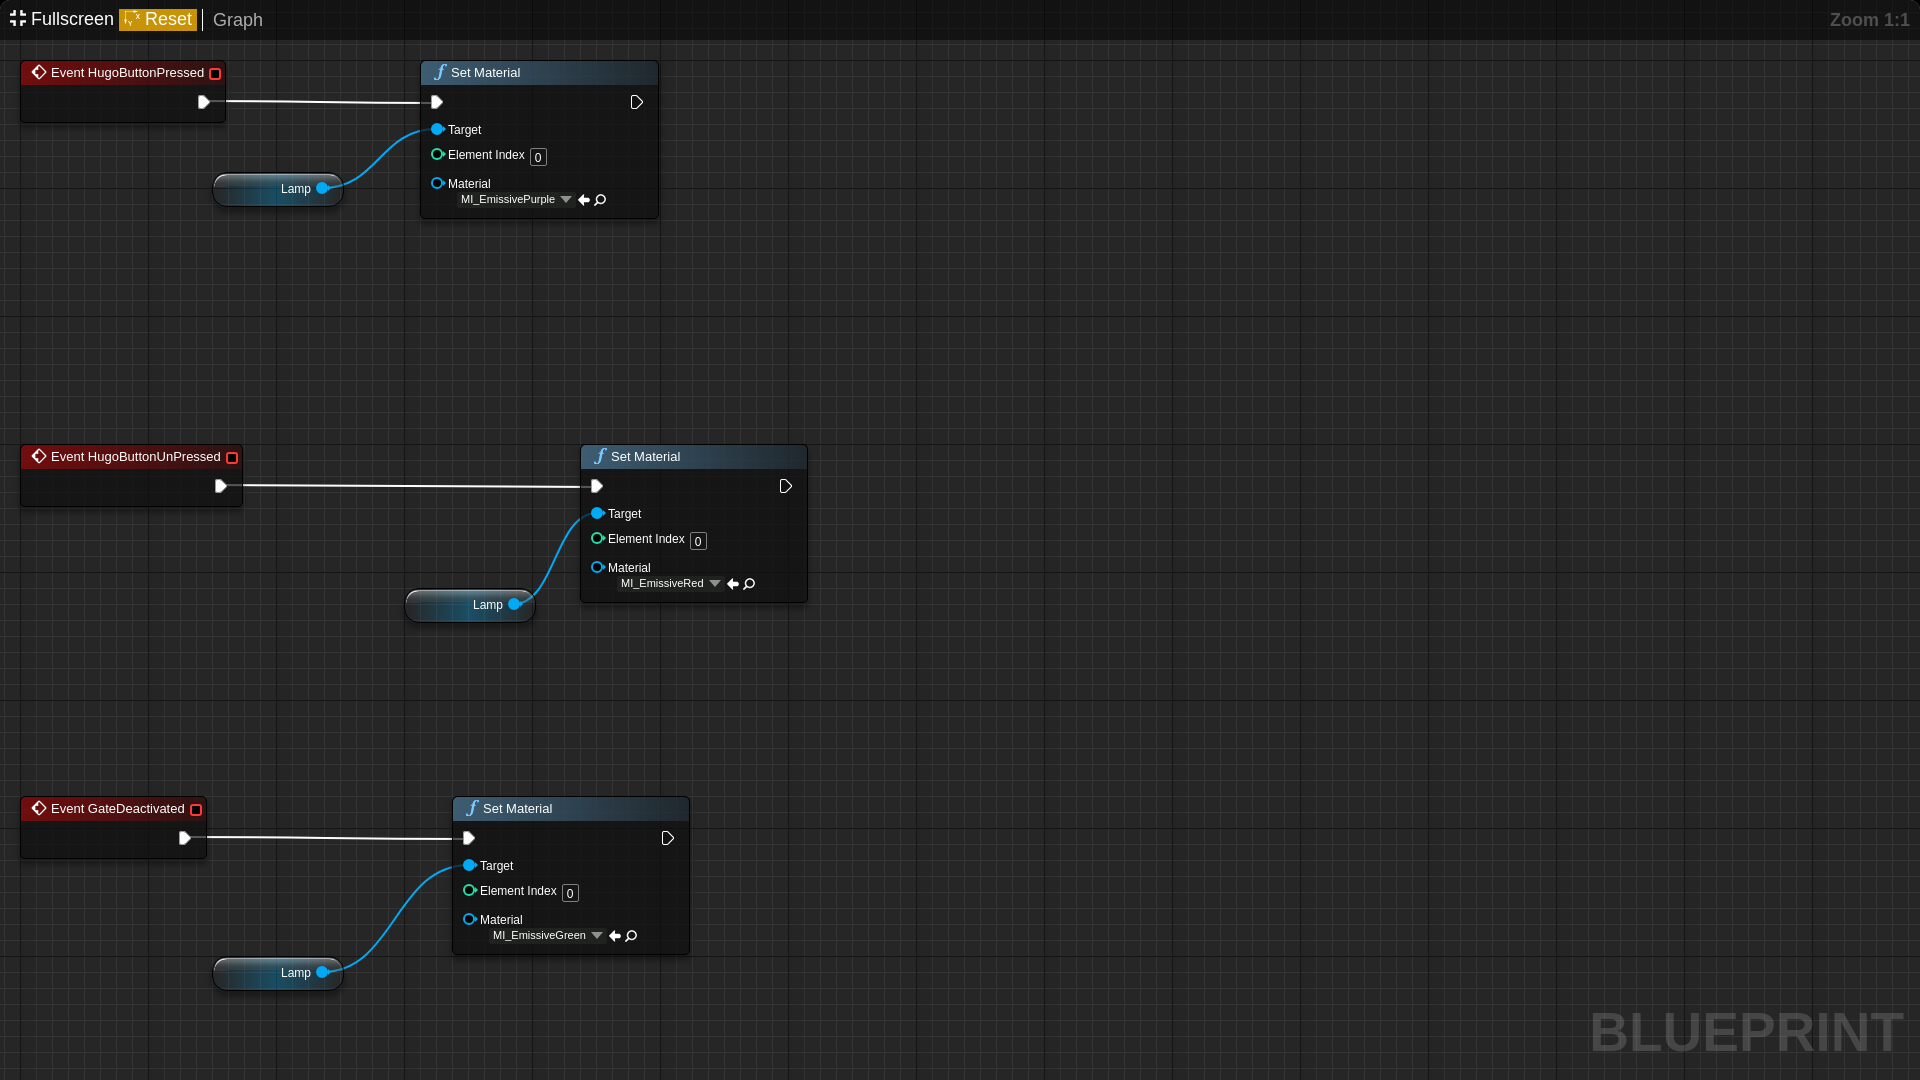 Fullscreen Reset Graph Zoom 1:1
Event HugoButtonPressed
Set Material
Target
Element Index 0
Material
MI_EmissivePurple
Lamp
Event HugoButtonUnPressed
Set Material
Target
Element Index 0
Material
MI_EmissiveRed
Lamp
Event GateDeactivated
Set Material
Target
Element Index 0
Material
MI_EmissiveGreen
Lamp
BLUEPRINT